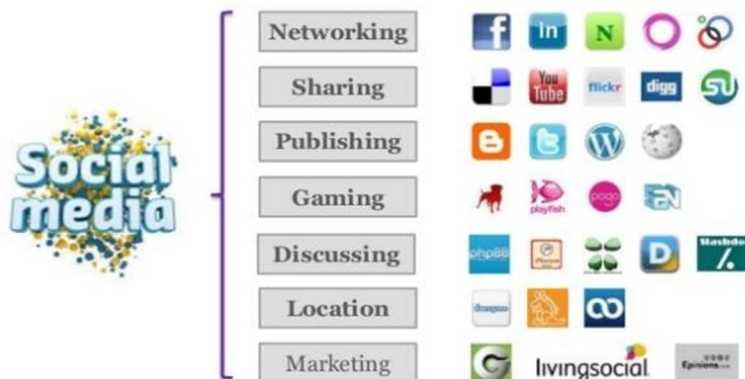 Social
media
Networking
in
N
Sharing
You
Tube
flickr
digg
Publishing
Gaming
playfish
pogo
Discussing
phpBB
D
Slashdo
Location
Marketing
livingsocial
Epinions.com